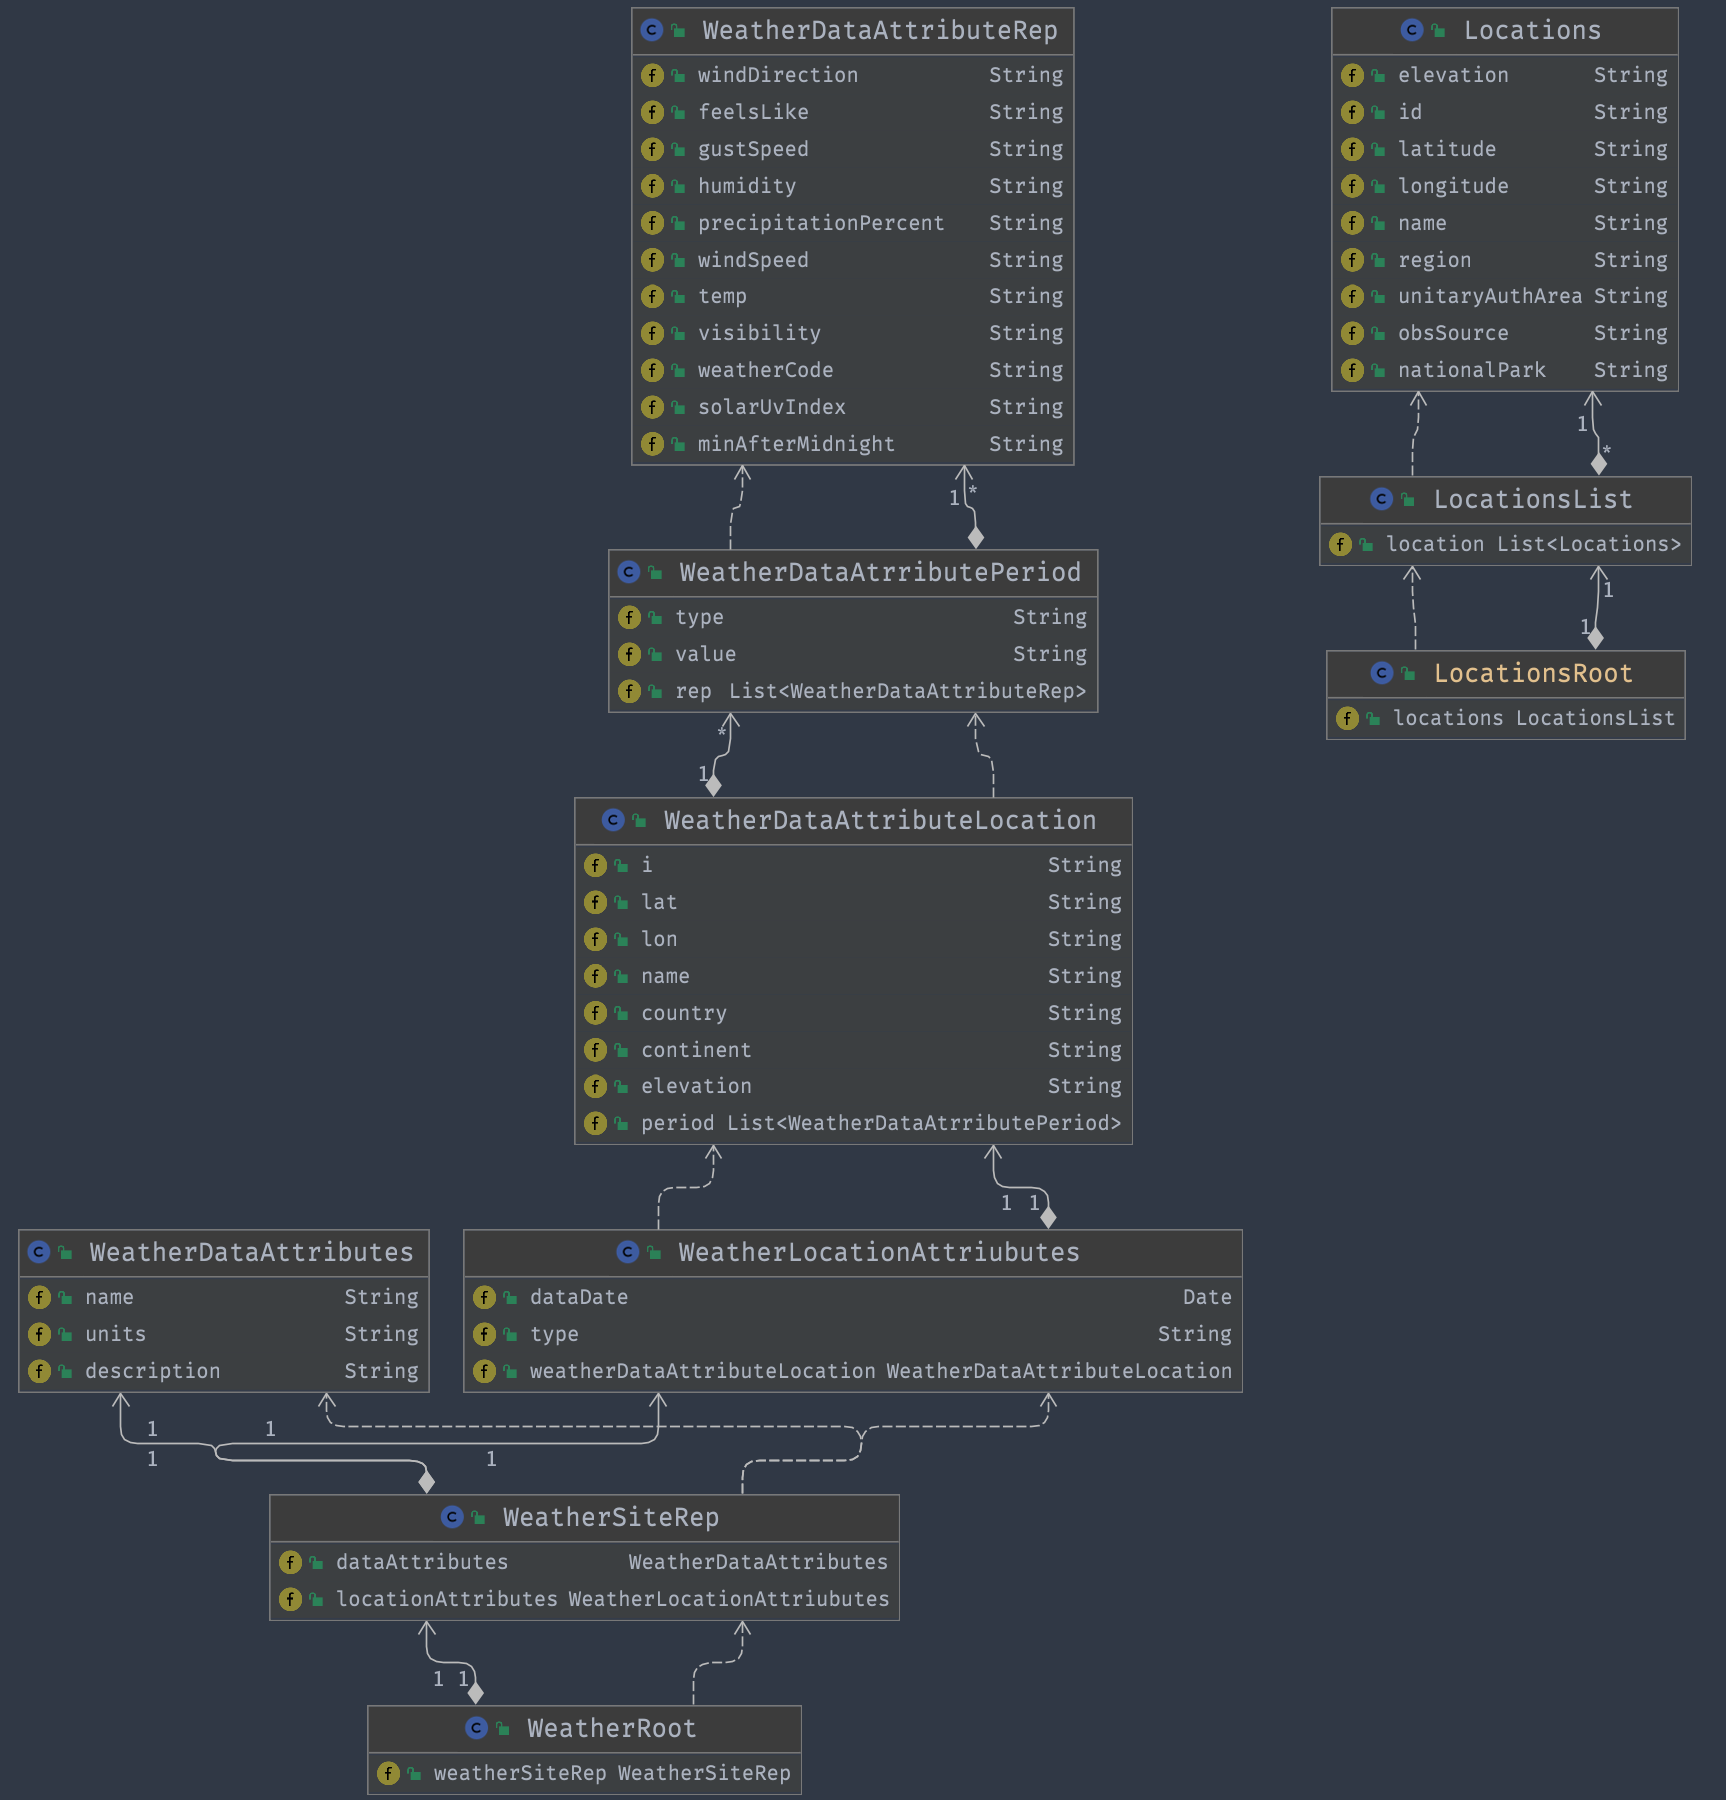 WeatherDataAttributeRep
windDirection String
feelsLike String
gustSpeed String
humidity String
precipitationPercent String
windSpeed String
temp String
visibility String
weatherCode String
solarUvIndex String
minAfterMidnight String
1 *
WeatherDataAtrributePeriod
type String
value String
rep List<WeatherDataAttributeRep>
*
1
WeatherDataAttributeLocation
i String
lat String
lon String
name String
country String
continent String
elevation String
period List<WeatherDataAtrributePeriod>
1 1
WeatherDataAttributes
name String
units String
description String
WeatherLocationAttriubutes
dataDate Date
type String
weatherDataAttributeLocation WeatherDataAttributeLocation
1 1
1 1
WeatherSiteRep
dataAttributes WeatherDataAttributes
locationAttributes WeatherLocationAttriubutes
1 1
WeatherRoot
weatherSiteRep WeatherSiteRep
Locations
elevation String
id String
latitude String
longitude String
name String
region String
unitaryAuthArea String
obsSource String
nationalPark String
1
*
LocationsList
location List<Locations>
1
1
LocationsRoot
locations LocationsList